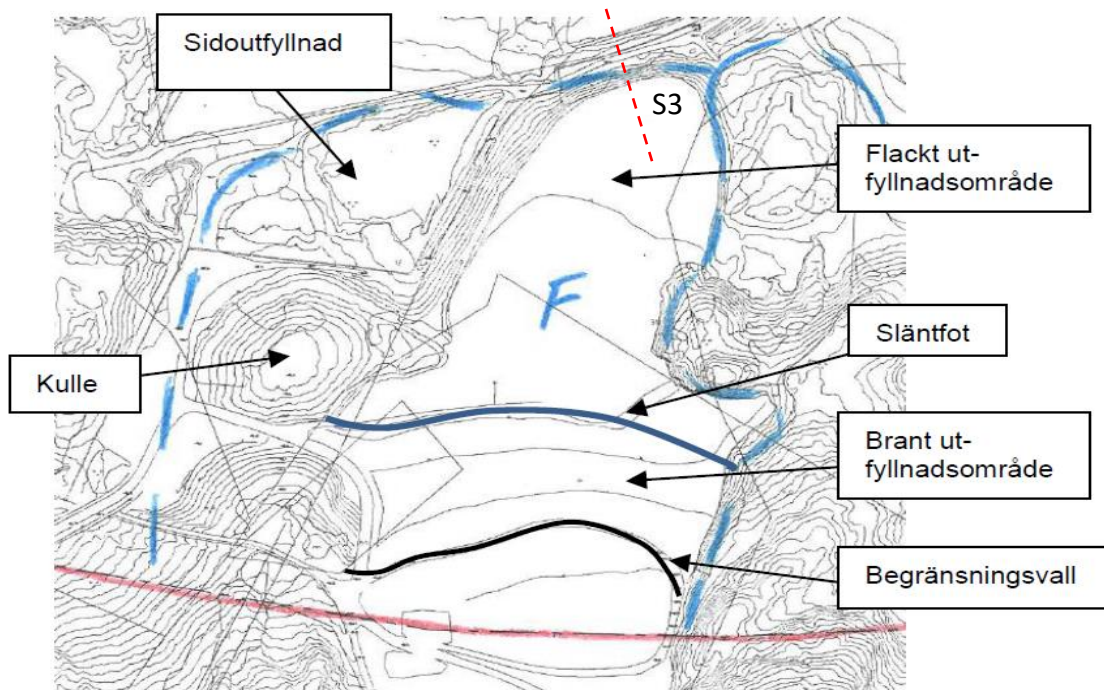 Sidoutfyllnad
S3
Flackt ut-
fyllnadsområde
F
Släntfot
Kulle
Brant ut-
fyllnadsområde
Begränsningsvall